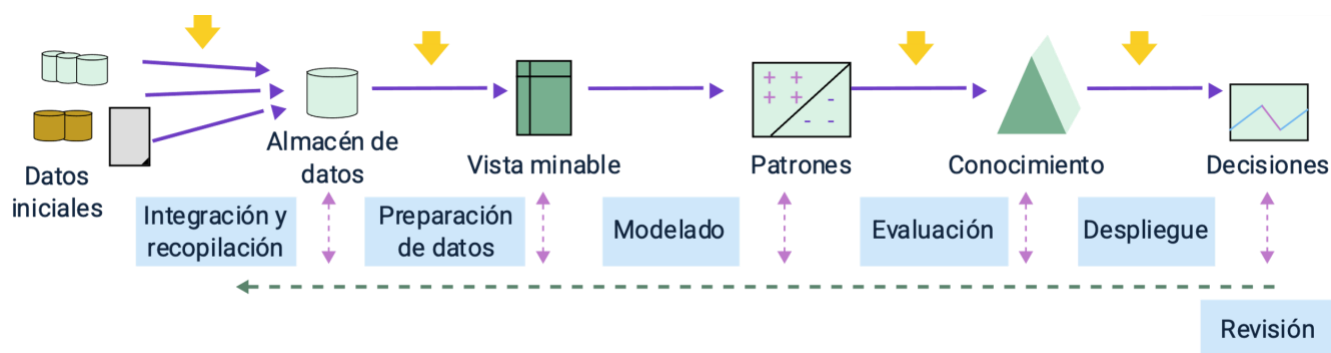 Datos
iniciales
Almacén de
datos
Vista minable
Patrones
Conocimiento
Decisiones
Integración y
recopilación
Preparación
de datos
Modelado
Evaluación
Despliegue
Revisión